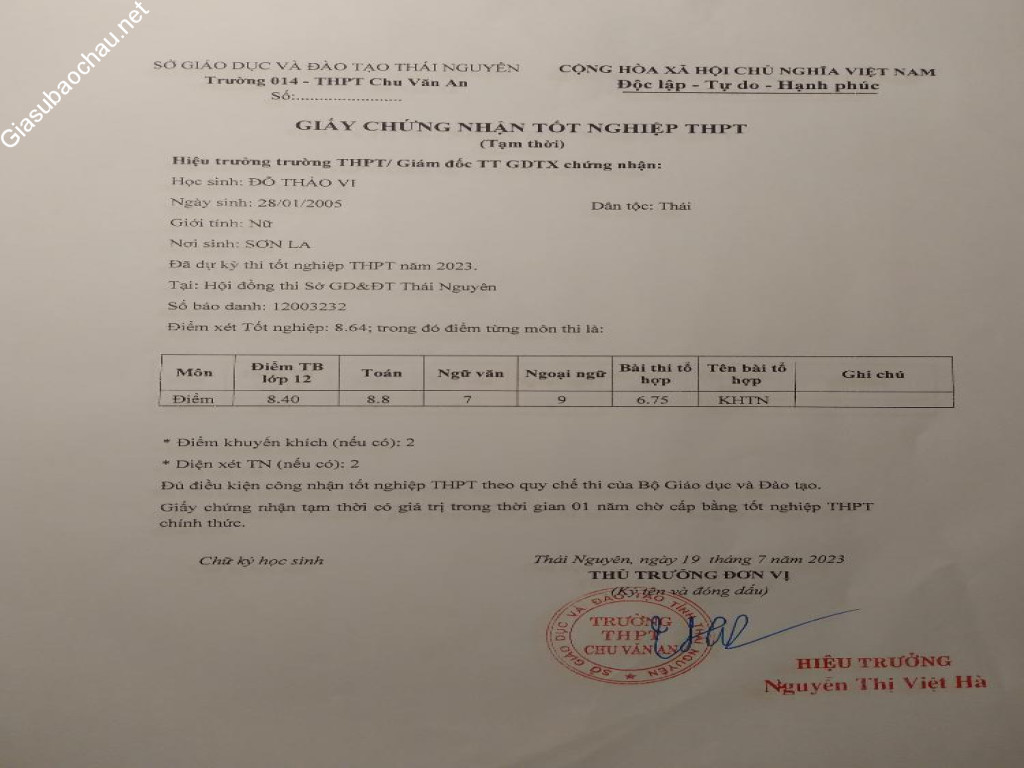 Giasubaochau.net
SỞ GIÁO DỤC VÀ ĐÀO TẠO THÁI NGUYÊN
Trường 014 - THPT Chu Văn An
Số:........................
CỘNG HÒA XÃ HỘI CHỦ NGHĨA VIỆT NAM
Độc lập - Tự do - Hạnh phúc
GIẤY CHỨNG NHẬN TỐT NGHIỆP THPT
(Tạm thời)
Hiệu trưởng trường THPT/ Giám đốc TT GDTX chứng nhận:
Học sinh: ĐỖ THẢO VI
Ngày sinh: 28/01/2005 Dân tộc: Thái
Giới tính: Nữ
Nơi sinh: SƠN LA
Đã dự kỳ thi tốt nghiệp THPT năm 2023.
Tại: Hội đồng thi Sở GD&ĐT Thái Nguyên
Số báo danh: 12003232
Điểm xét Tốt nghiệp: 8.64; trong đó điểm từng môn thi là:
Môn Điểm TB lớp 12 Toán Ngữ văn Ngoại ngữ Bài thi tổ hợp Tên bài tổ hợp Ghi chú
Điểm 8.40 8.8 7 9 6.75 KHTN
* Điểm khuyến khích (nếu có): 2
* Diện xét TN (nếu có): 2
Đủ điều kiện công nhận tốt nghiệp THPT theo quy chế thi của Bộ Giáo dục và Đào tạo.
Giấy chứng nhận tạm thời có giá trị trong thời gian 01 năm chờ cấp bằng tốt nghiệp THPT
chính thức.
Chữ ký học sinh
Thái Nguyên, ngày 19 tháng 7 năm 2023
THỦ TRƯỞNG ĐƠN VỊ
(Ký tên và đóng dấu)
SỞ GIÁO DỤC VÀ ĐÀO TẠO TỈNH THÁI NGUYÊN
TRƯỜNG
THPT
CHU VĂN AN
HIỆU TRƯỞNG
Nguyễn Thị Việt Hà